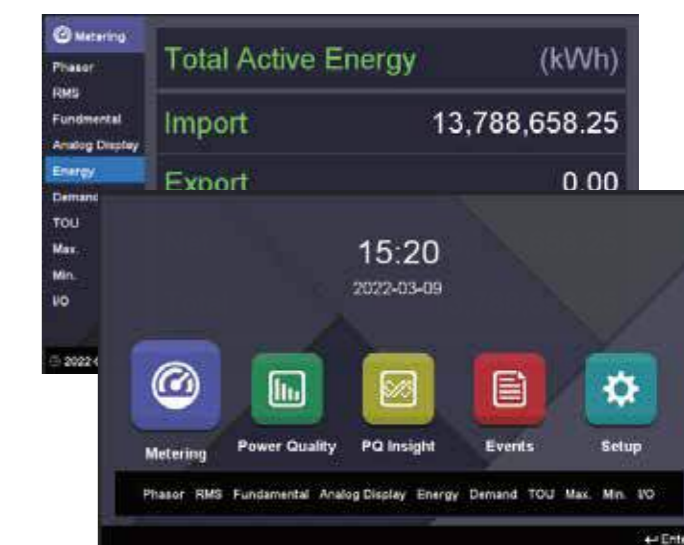 Metering
Phasor
RMS
Fundmental
Analog Display
Energy
Demand
TOU
Max.
Min.
I/O
Total Active Energy (kWh)
Import 13,788,658.25
Export 0.00
15:20
2022-03-09
Metering Power Quality PQ Insight Events Setup
Phasor RMS Fundamental Analog Display Energy Demand TOU Max. Min. I/O